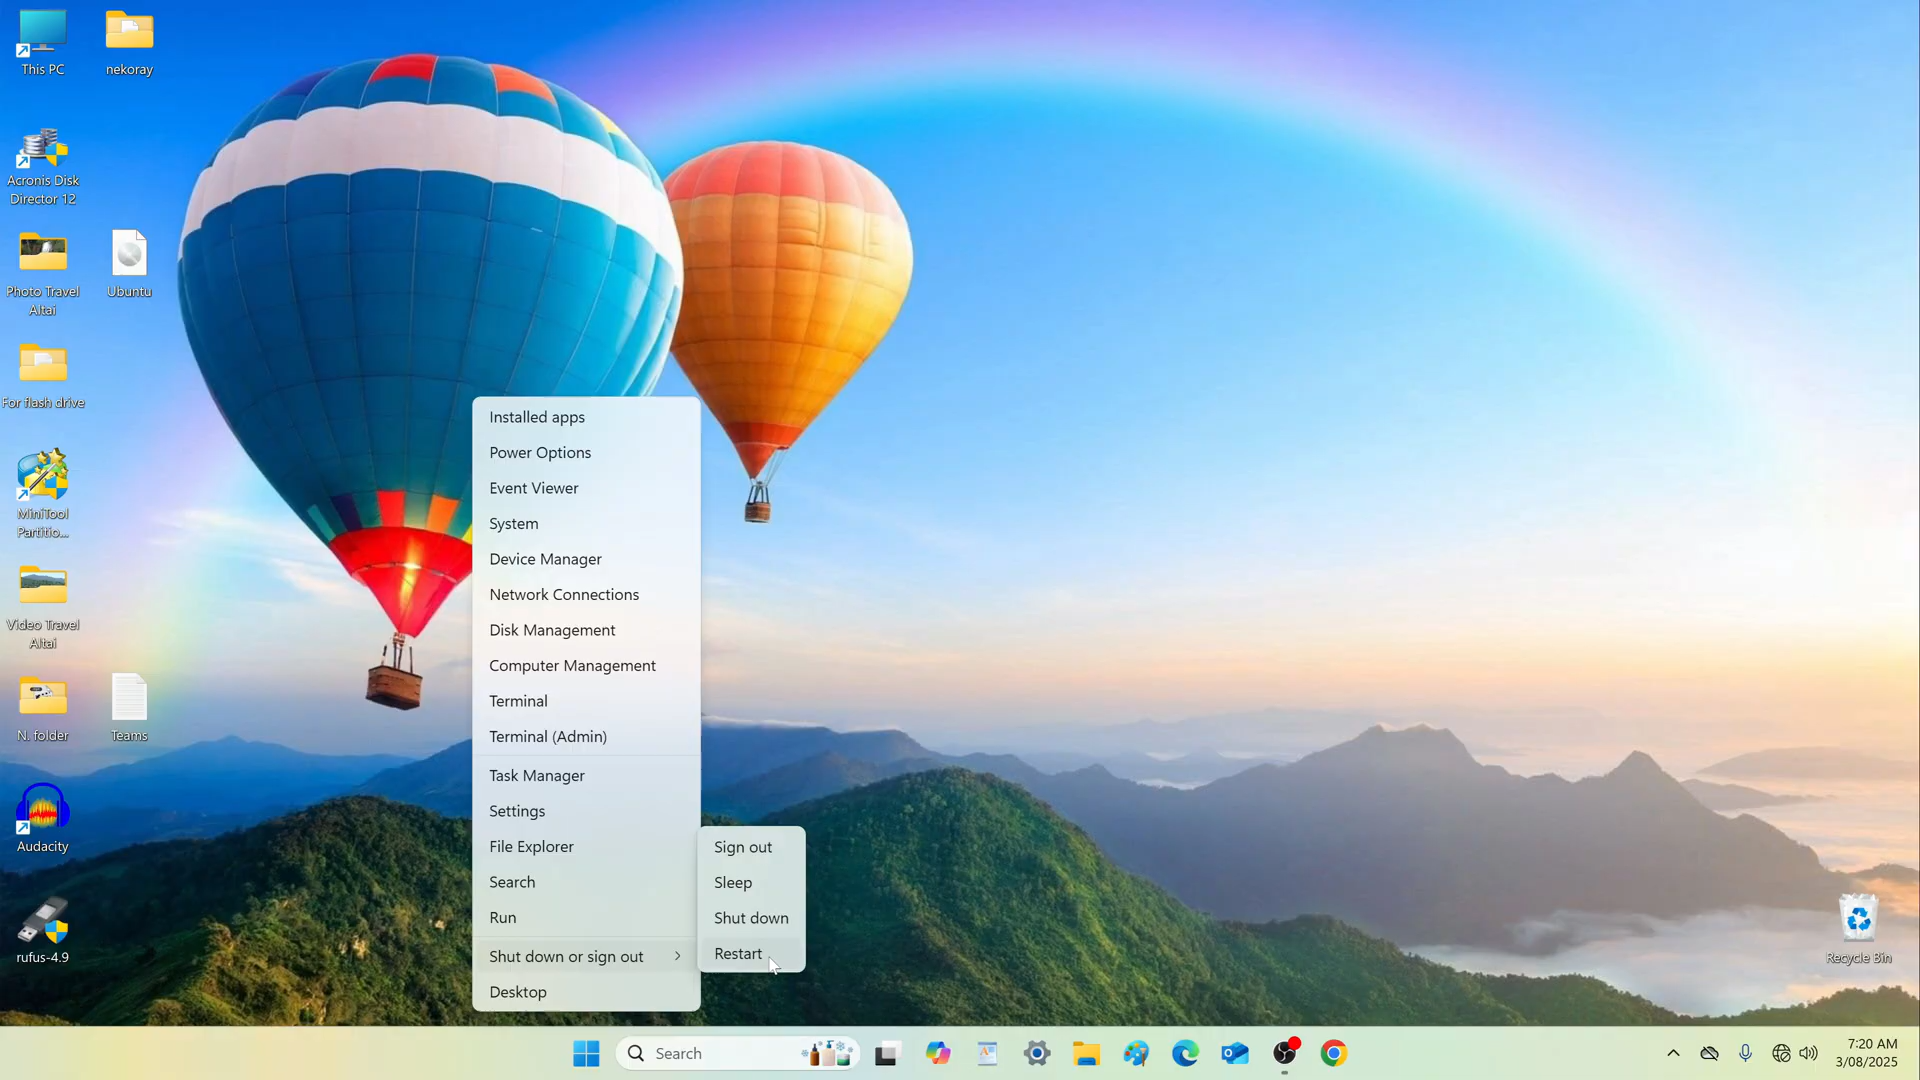 This PC
nekoray
Acronis Disk
Director 12
Photo Travel
Altai
Ubuntu
For flash drive
MiniTool
Partitio...
Video Travel
Altai
N. folder
Teams
Audacity
rufus-4.9
Installed apps
Power Options
Event Viewer
System
Device Manager
Network Connections
Disk Management
Computer Management
Terminal
Terminal (Admin)
Task Manager
Settings
File Explorer
Search
Run
Shut down or sign out
Desktop
Sign out
Sleep
Shut down
Restart
Recycle Bin
Search
7:20 AM
3/08/2025